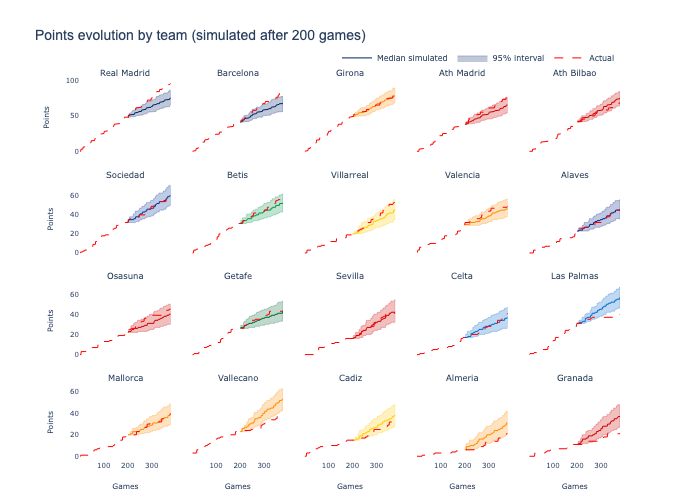 Points evolution by team (simulated after 200 games)
Median simulated 95% interval Actual
Real Madrid Barcelona Girona Ath Madrid Ath Bilbao
100
50
0
Points
Sociedad Betis Villarreal Valencia Alaves
60
40
20
0
Points
Osasuna Getafe Sevilla Celta Las Palmas
60
40
20
0
Points
Mallorca Vallecano Cadiz Almeria Granada
60
40
20
0
Points
100 200 300 100 200 300 100 200 300 100 200 300 100 200 300
Games Games Games Games Games